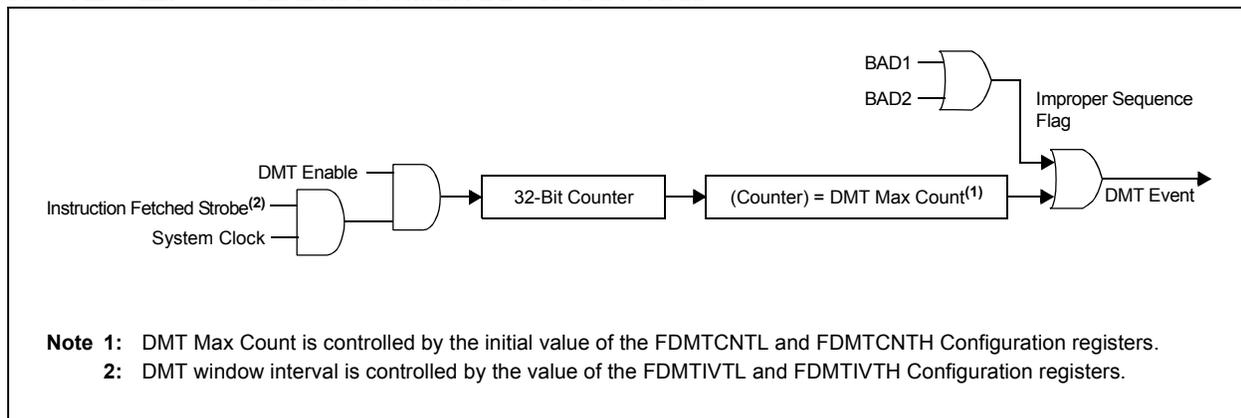 BAD1
BAD2
Improper Sequence
Flag
DMT Enable
Instruction Fetched Strobe(2)
System Clock
32-Bit Counter
(Counter) = DMT Max Count(1)
DMT Event
Note 1: DMT Max Count is controlled by the initial value of the FDMTCNTL and FDMTCNTH Configuration registers.
2: DMT window interval is controlled by the value of the FDMTIVTL and FDMTIVTH Configuration registers.